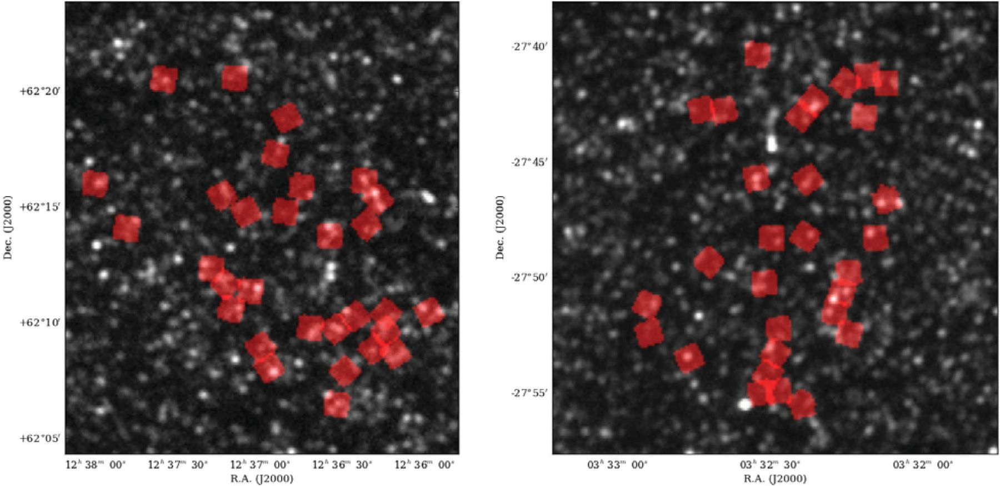 +62°20′
+62°15′
+62°10′
+62°05′
Dec. (J2000)
12ʰ 38ᵐ 00ˢ 12ʰ 37ᵐ 30ˢ 12ʰ 37ᵐ 00ˢ 12ʰ 36ᵐ 30ˢ 12ʰ 36ᵐ 00ˢ
R.A. (J2000)
-27°40′
-27°45′
-27°50′
-27°55′
Dec. (J2000)
03ʰ 33ᵐ 00ˢ 03ʰ 32ᵐ 30ˢ 03ʰ 32ᵐ 00ˢ
R.A. (J2000)